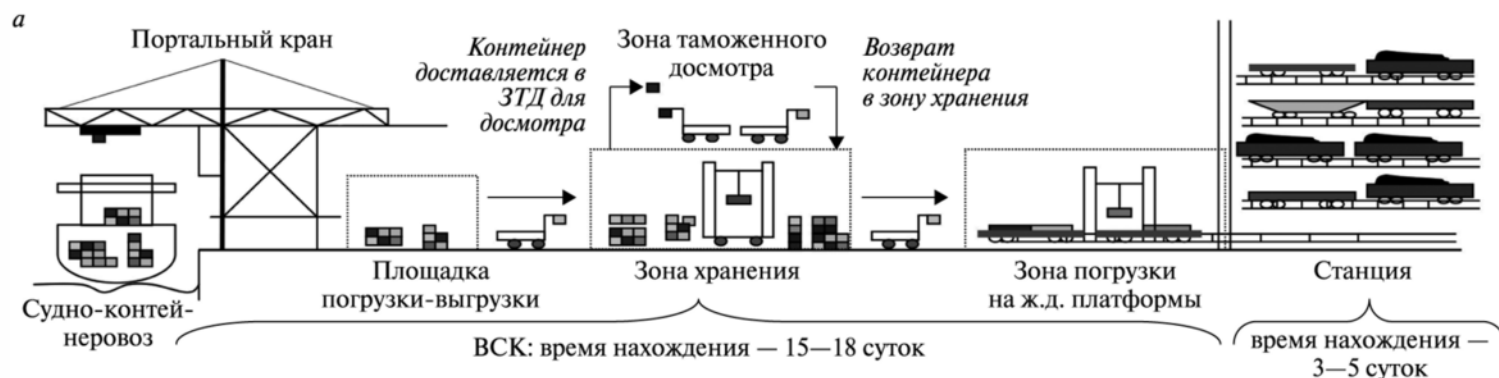 а
Портальный кран
Контейнер
доставляется в
ЗТД для
досмотра
Зона таможенного
досмотра
Возврат
контейнера
в зону хранения
Судно-контей-
неровоз
Площадка
погрузки-выгрузки
Зона хранения
Зона погрузки
на ж.д. платформы
Станция
ВСК: время нахождения — 15—18 суток
время нахождения —
3—5 суток